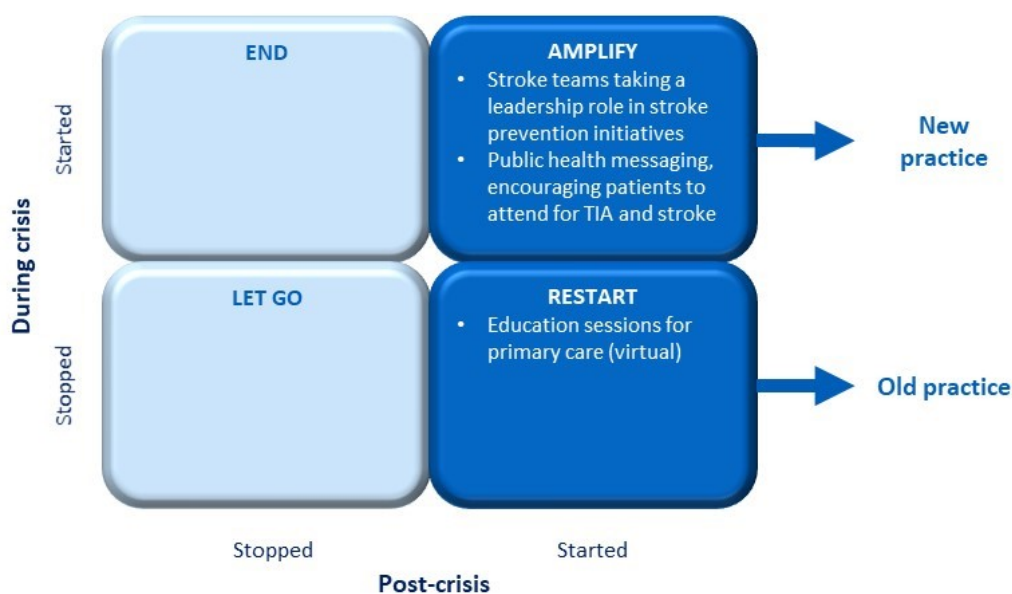 END
AMPLIFY
• Stroke teams taking a
leadership role in stroke
prevention initiatives
• Public health messaging,
encouraging patients to
attend for TIA and stroke
New
practice
Started
During crisis
LET GO
RESTART
• Education sessions for
primary care (virtual)
Old practice
Stopped
Stopped
Started
Post-crisis